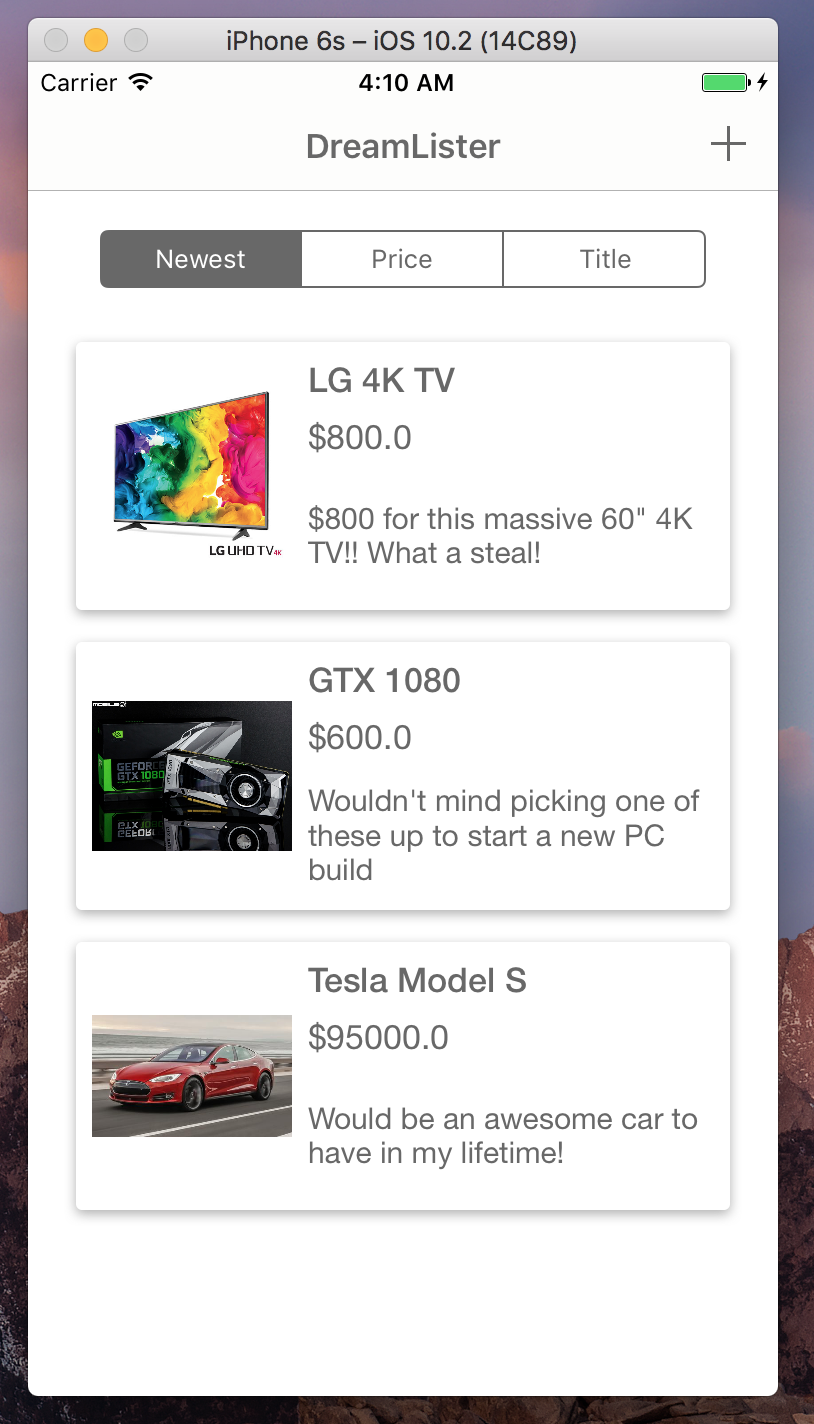 iPhone 6s – iOS 10.2 (14C89)
Carrier 4:10 AM
DreamLister
Newest Price Title
LG 4K TV
$800.0
$800 for this massive 60" 4K
TV!! What a steal!
LG UHD TV 4K
GTX 1080
$600.0
GEFORCE
GTX 1080
Wouldn't mind picking one of
these up to start a new PC
build
Tesla Model S
$95000.0
Would be an awesome car to
have in my lifetime!